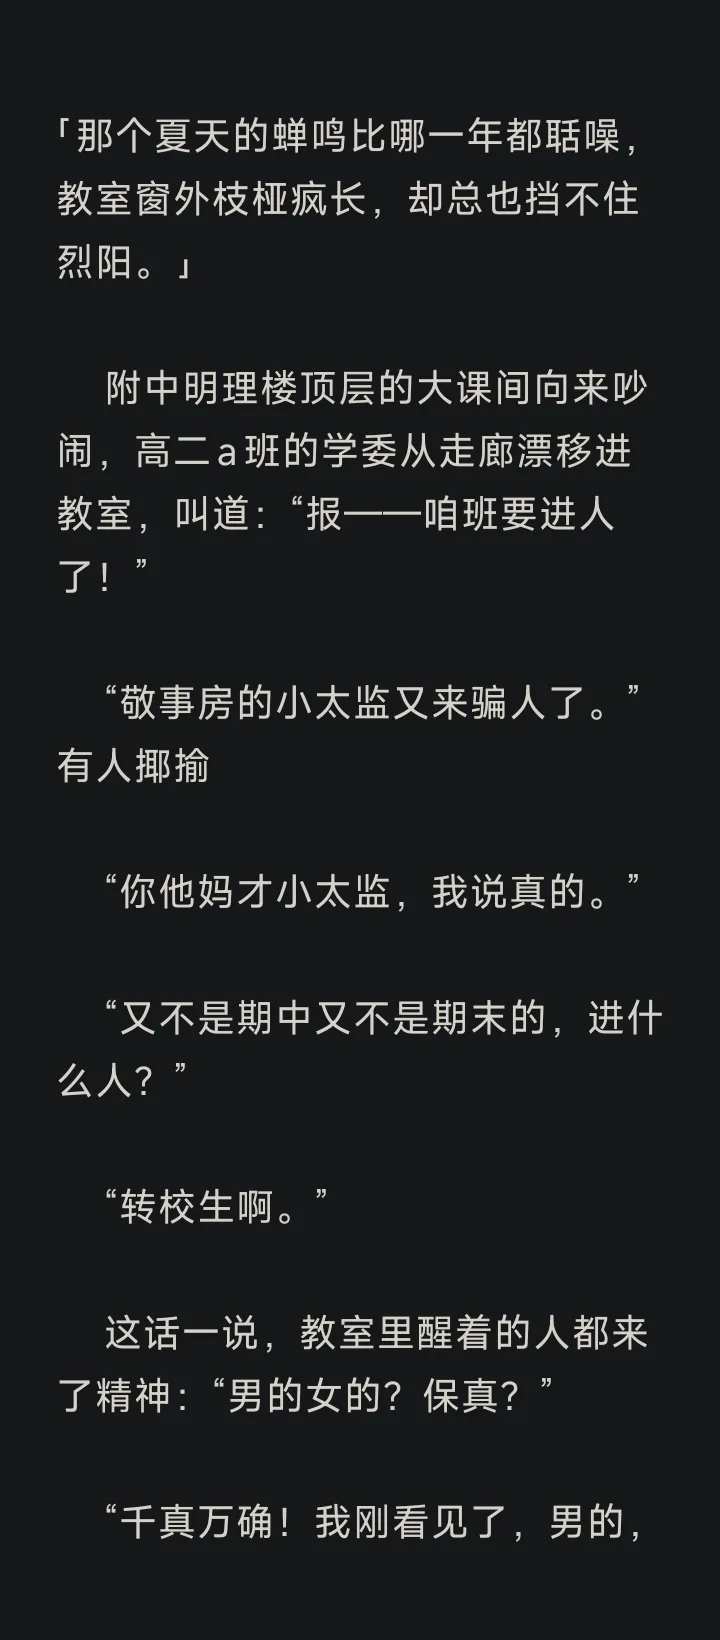 「那个夏天的蝉鸣比哪一年都聒噪，
教室窗外枝桠疯长，却总也挡不住
烈阳。」
附中明理楼顶层的大课间向来吵
闹，高二a班的学委从走廊漂移进
教室，叫道：“报——咱班要进人
了！”
“敬事房的小太监又来骗人了。”
有人揶揄
“你他妈才小太监，我说真的。”
“又不是期中又不是期末的，进什
么人？”
“转校生啊。”
这话一说，教室里醒着的人都来
了精神：“男的女的？保真？”
“千真万确！我刚看见了，男的，